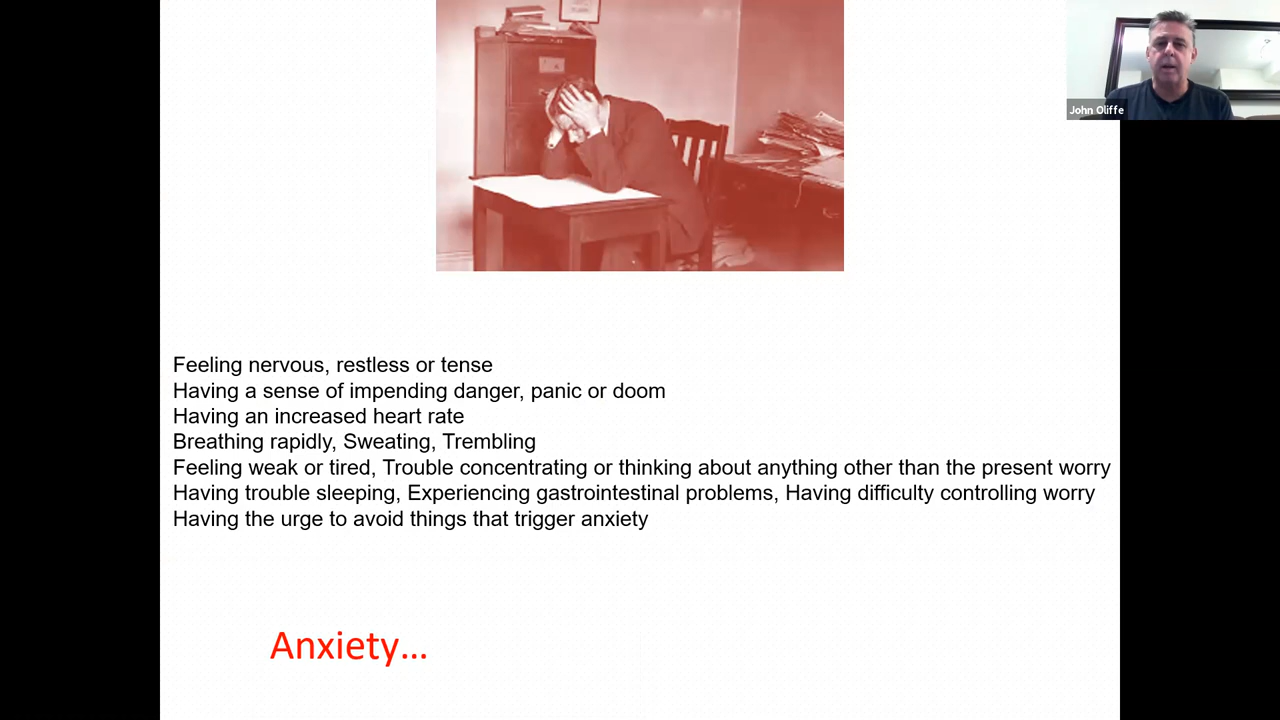 John Oliffe
Feeling nervous, restless or tense
Having a sense of impending danger, panic or doom
Having an increased heart rate
Breathing rapidly, Sweating, Trembling
Feeling weak or tired, Trouble concentrating or thinking about anything other than the present worry
Having trouble sleeping, Experiencing gastrointestinal problems, Having difficulty controlling worry
Having the urge to avoid things that trigger anxiety
Anxiety...